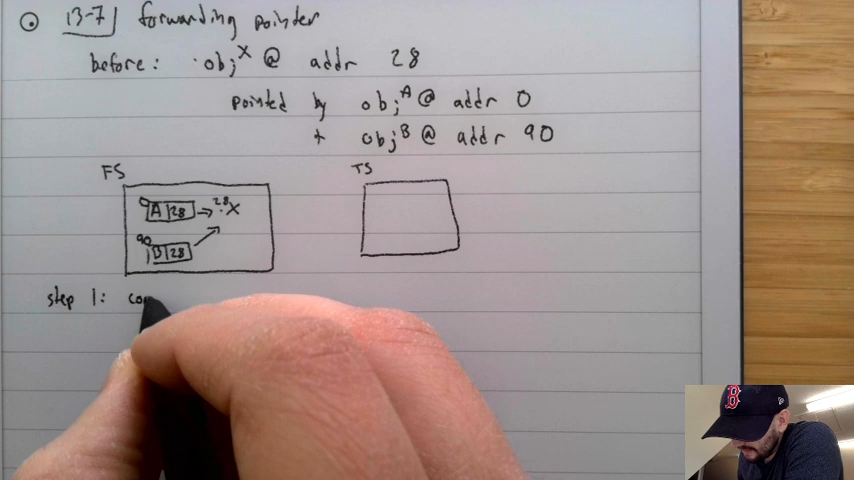 ⊙ 13-7 forwarding pointer
before: obj^X @ addr 28
pointed by obj^A @ addr 0
+ obj^B @ addr 90
FS TS
0 A 28 → 28 X
90 B 28
step 1:
B